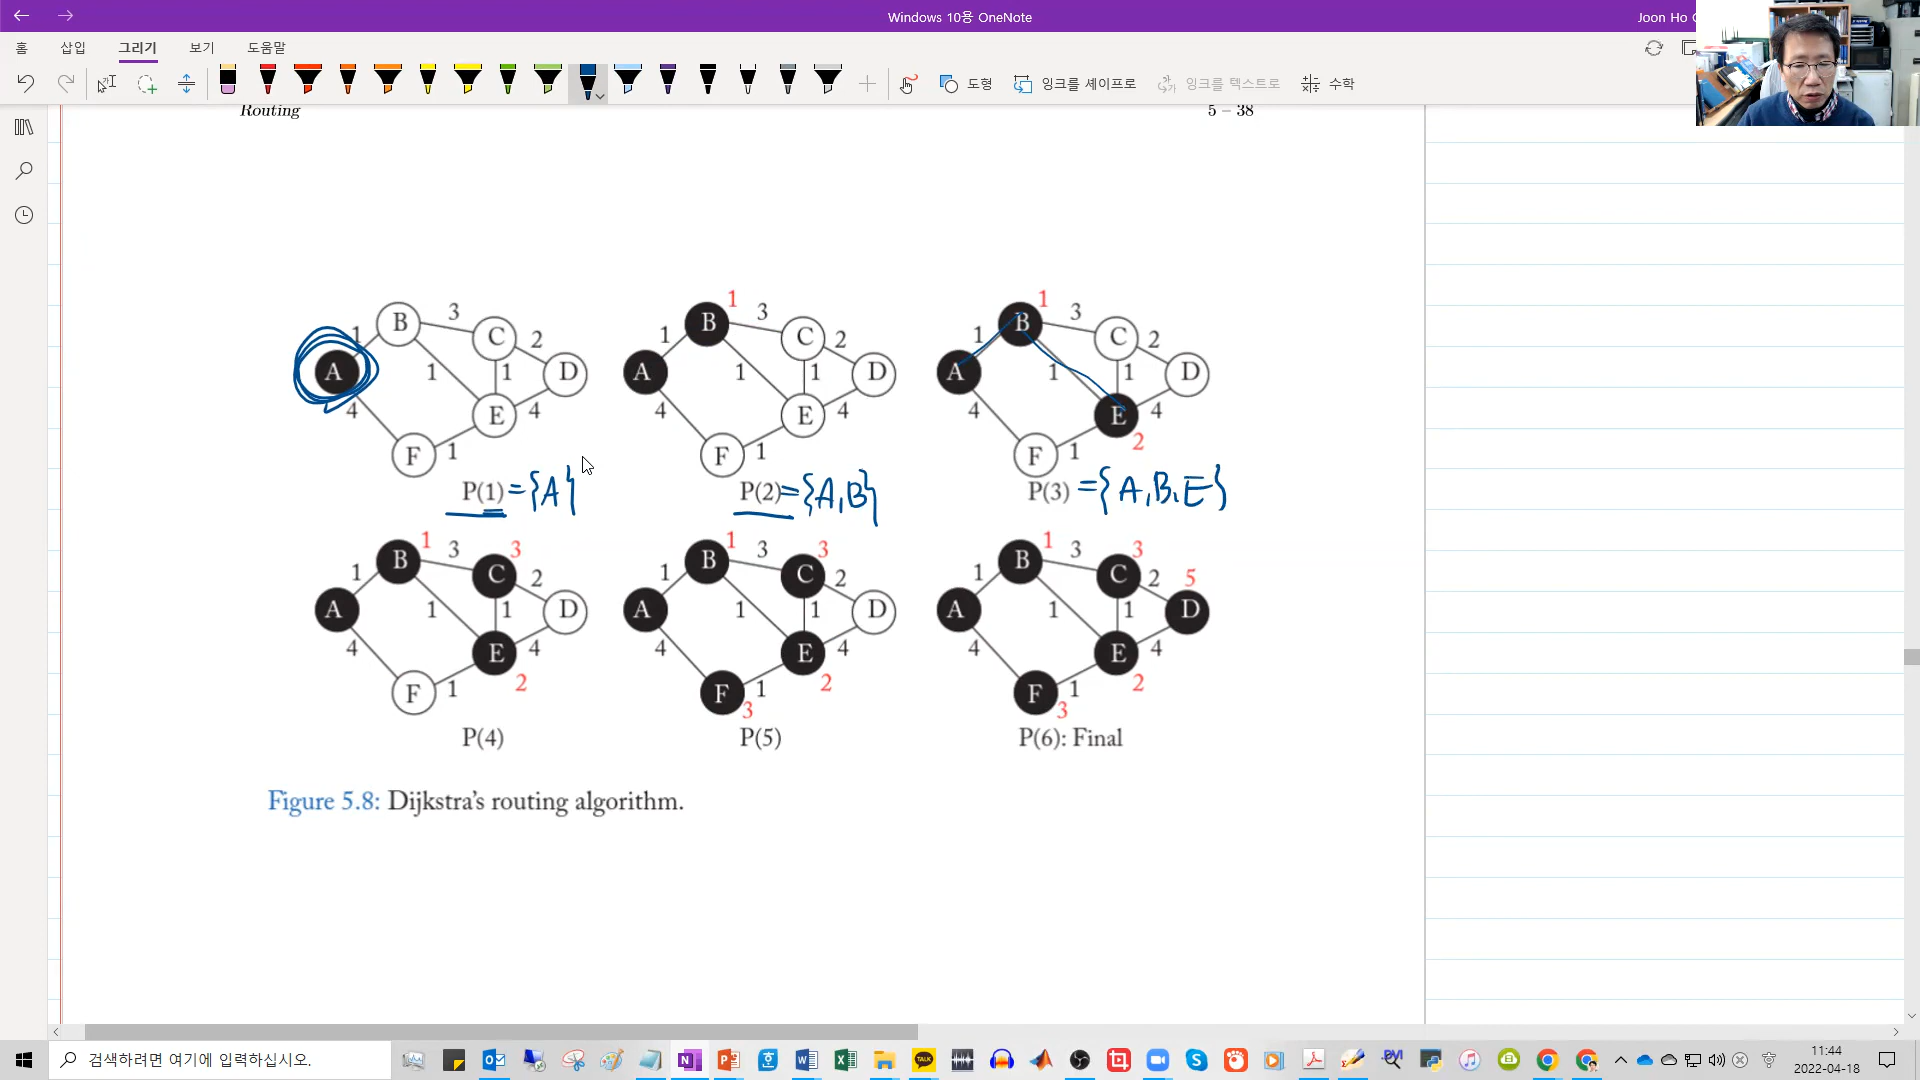 Windows 10용 OneNote
Joon Ho C
홈 삽입 그리기 보기 도움말
도형 잉크를 셰이프로 잉크를 텍스트로 수학
Routing 5 – 38
1 B 3 C 2 A 1 1 D 4 E 4 F 1
1 B 1 3 C 2 A 1 1 D 4 E 4 F 1
1 B 1 3 C 2 A 1 1 D 4 E 4 2 F 1
P(1) = {A} P(2) = {A,B} P(3) = {A,B,E}
1 B 1 3 C 3 2 A 1 1 D 4 E 4 2 F 1
1 B 1 3 C 3 2 A 1 1 D 4 E 4 2 F 3 1
1 B 1 3 C 3 2 5 A 1 1 D 4 E 4 2 F 3 1
P(4) P(5) P(6): Final
Figure 5.8: Dijkstra's routing algorithm.
검색하려면 여기에 입력하십시오.
11:44
2022-04-18